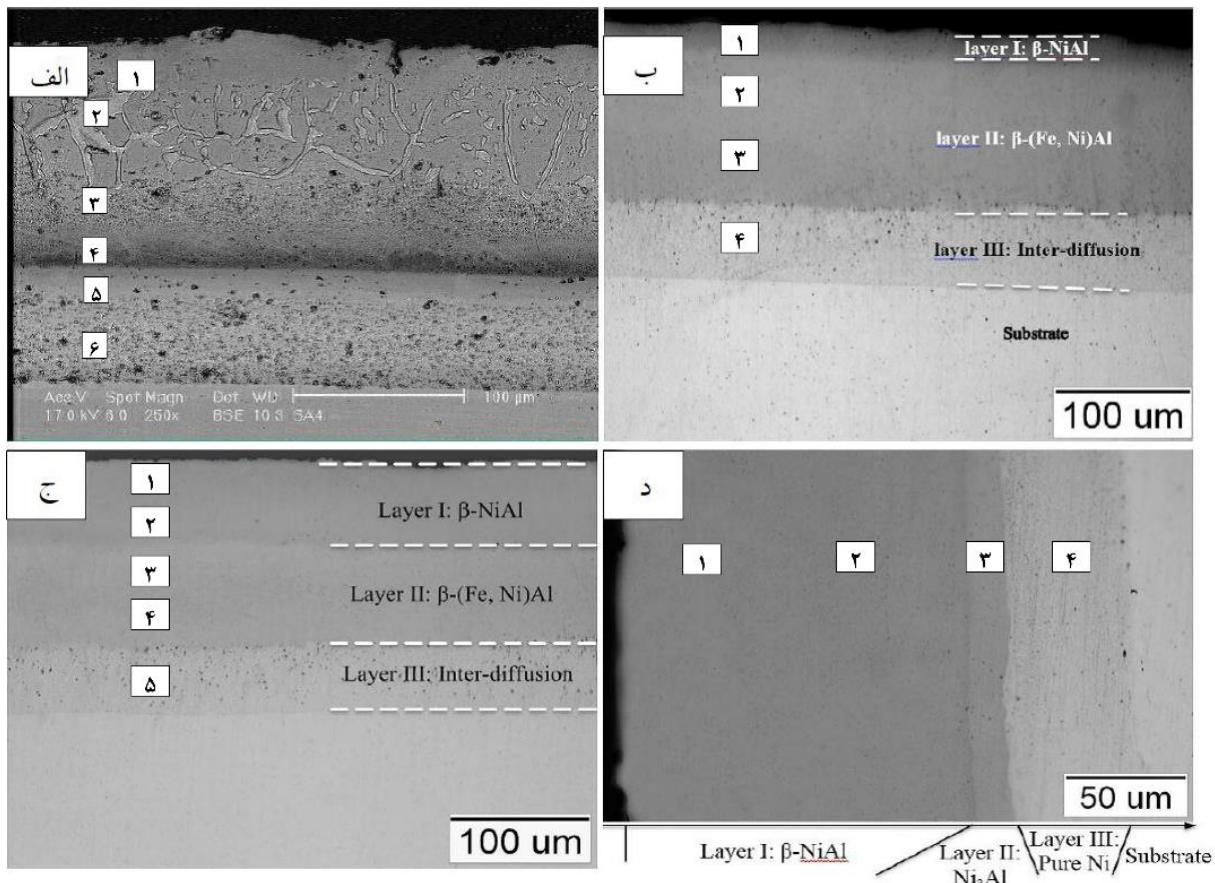 الف
۱
۲
۳
۴
۵
۶
Acc.V Spot Magn Det WD 100 µm
17.0 kV 6.0 250x BSE 10.3 SA4
ب
۱
۲
۳
۴
layer I: β-NiAl
layer II: β-(Fe, Ni)Al
layer III: Inter-diffusion
Substrate
100 um
ج
۱
۲
۳
۴
۵
Layer I: β-NiAl
Layer II: β-(Fe, Ni)Al
Layer III: Inter-diffusion
100 um
د
۱
۲
۳
۴
50 um
Layer I: β-NiAl
Layer II:
Ni₃Al
Layer III:
Pure Ni
Substrate